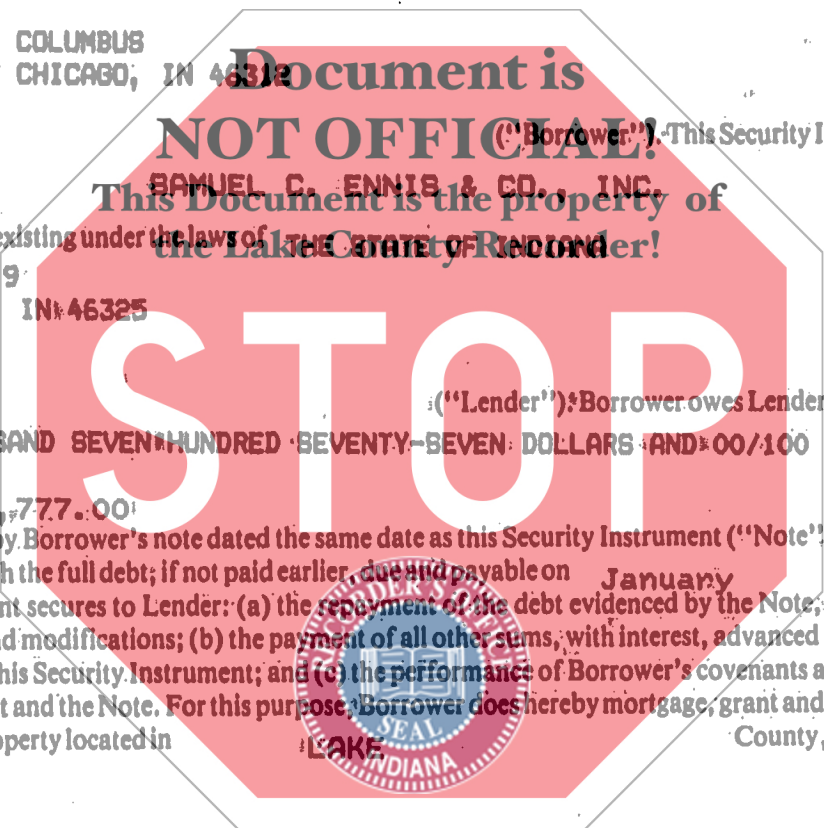 COLUMBUS
CHICAGO, IN 46312
Document is
NOT OFFICIAL!
("Borrower"). This Security I
SAMUEL C. ENNIS & CO., INC.
This Document is the property of
existing under the laws of THE STATE OF INDIANA
the Lake County Recorder!
9
IN 46325
STOP
("Lender"). Borrower owes Lender
SAND SEVEN HUNDRED SEVENTY-SEVEN DOLLARS AND 00/100
,777.00
by Borrower's note dated the same date as this Security Instrument ("Note")
h the full debt, if not paid earlier, due and payable on January
nt secures to Lender: (a) the repayment of the debt evidenced by the Note,
d modifications; (b) the payment of all other sums, with interest, advanced
his Security Instrument; and (c) the performance of Borrower's covenants a
t and the Note. For this purpose, Borrower does hereby mortgage, grant and
operty located in LAKE County,
RECORDER'S
SEAL
INDIANA